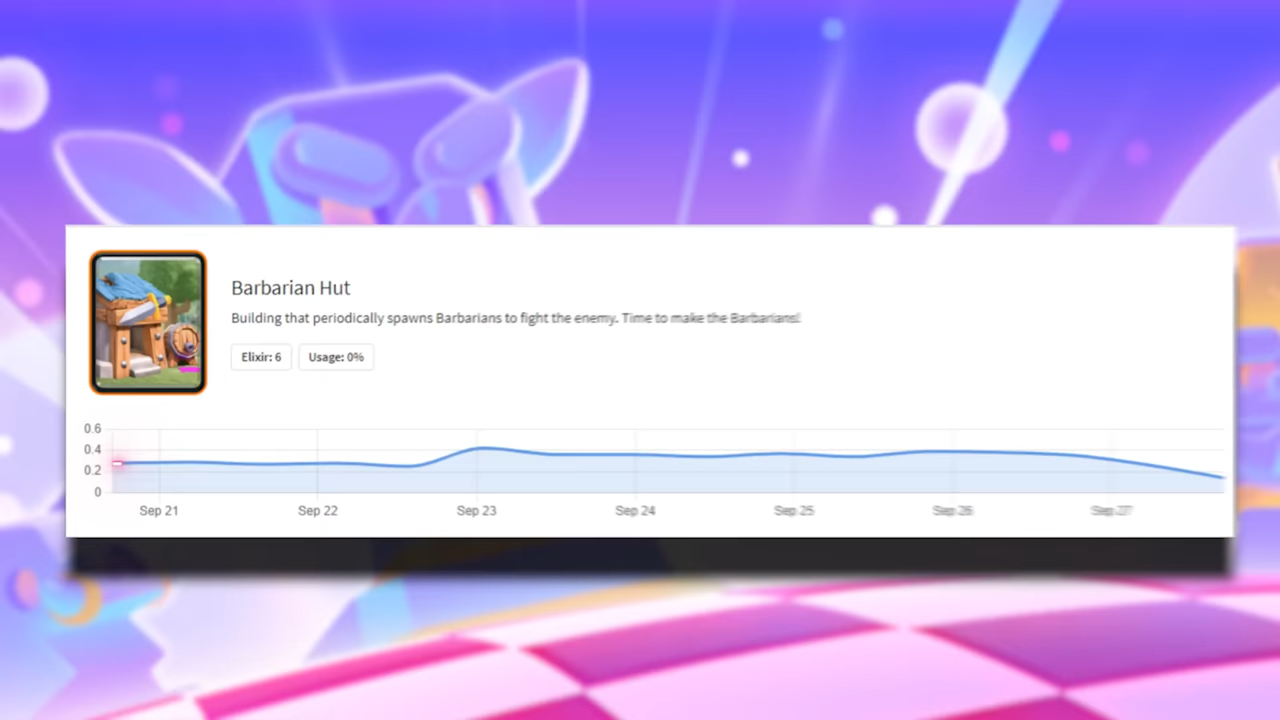 Barbarian Hut
Building that periodically spawns Barbarians to fight the enemy. Time to make the Barbarians!
Elixir: 6 Usage: 0%
0.6
0.4
0.2
0
Sep 21 Sep 22 Sep 23 Sep 24 Sep 25 Sep 26 Sep 27